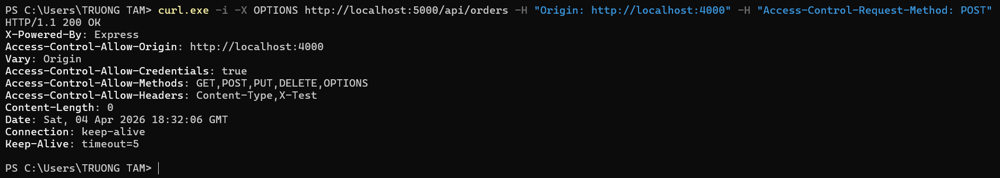 PS C:\Users\TRUONG TAM> curl.exe -i -X OPTIONS http://localhost:5000/api/orders -H "Origin: http://localhost:4000" -H "Access-Control-Request-Method: POST"
HTTP/1.1 200 OK
X-Powered-By: Express
Access-Control-Allow-Origin: http://localhost:4000
Vary: Origin
Access-Control-Allow-Credentials: true
Access-Control-Allow-Methods: GET,POST,PUT,DELETE,OPTIONS
Access-Control-Allow-Headers: Content-Type,X-Test
Content-Length: 0
Date: Sat, 04 Apr 2026 18:32:06 GMT
Connection: keep-alive
Keep-Alive: timeout=5
PS C:\Users\TRUONG TAM>